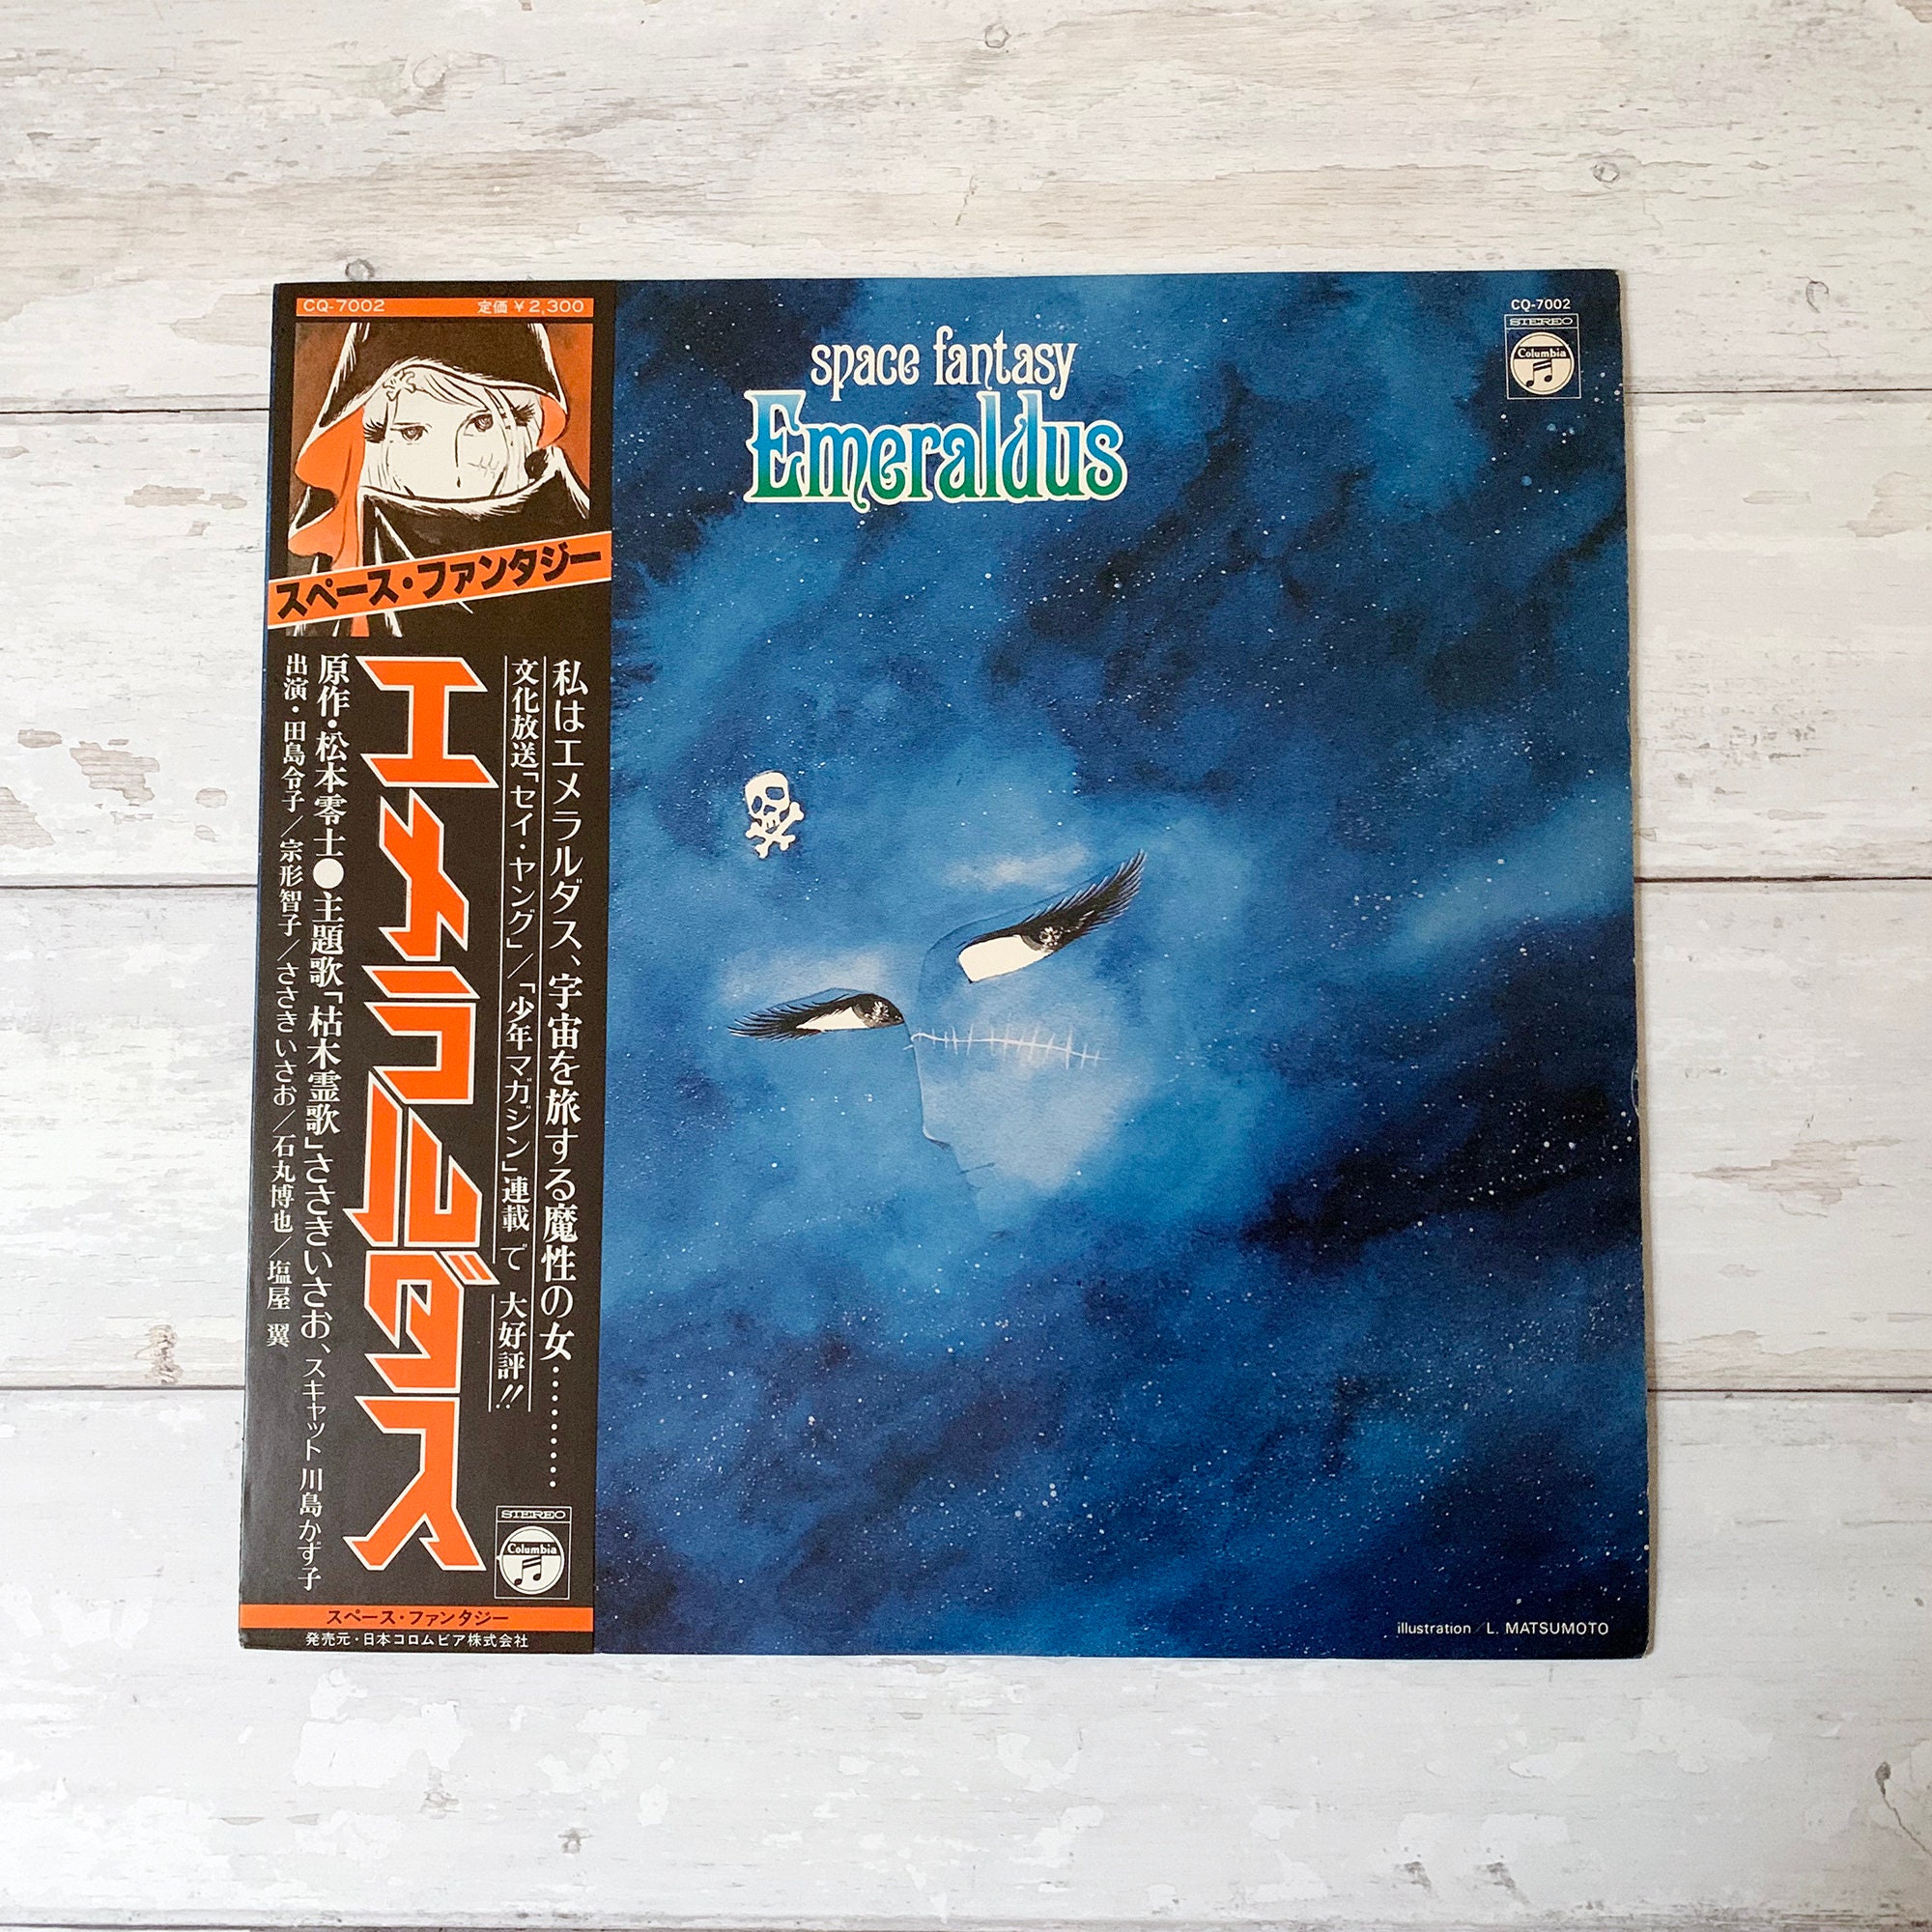 CQ-7002 定価 ¥2,300
スペース・ファンタジー
私はエメラルダス、宇宙を旅する魔性の女・・・・・・・・・
文化放送「セイ・ヤング」/「少年マガジン」連載で 大好評!!
エメラルダス
原作・松本零士●主題歌「枯木霊歌」ささきいさお、スキャット 川島かず子
出演・田島令子/宗形智子/ささきいさお/石丸博也/塩屋 翼
STEREO
Columbia
スペース・ファンタジー
発売元・日本コロムビア株式会社
space fantasy
Emeraldus
CQ-7002
STEREO
Columbia
illustration/L. MATSUMOTO